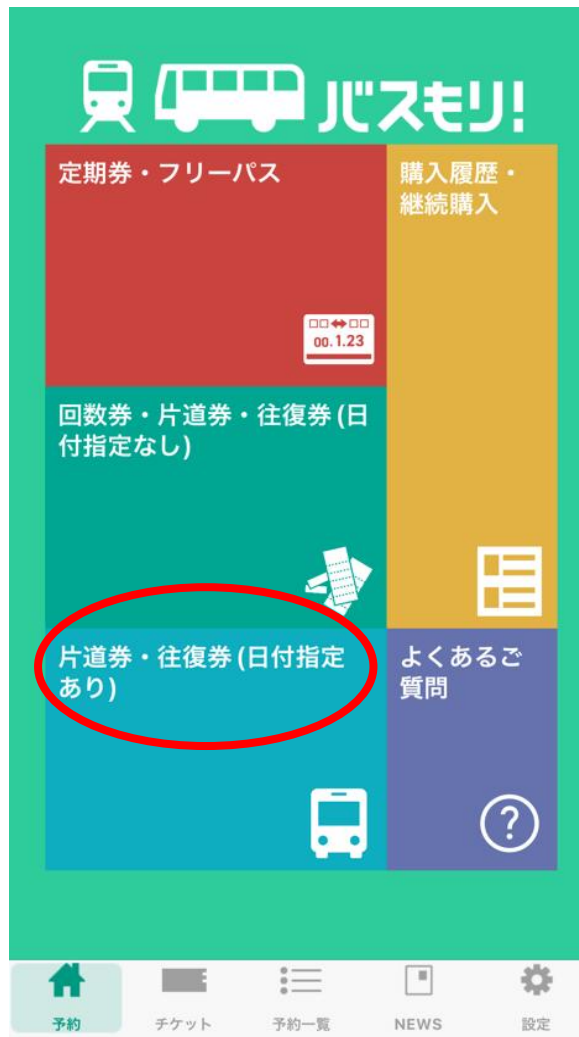 バスもり!
定期券・フリーパス
購入履歴・
継続購入
00.1.23
回数券・片道券・往復券(日
付指定なし)
片道券・往復券(日付指定
あり)
よくあるご
質問
?
予約
チケット
予約一覧
NEWS
設定